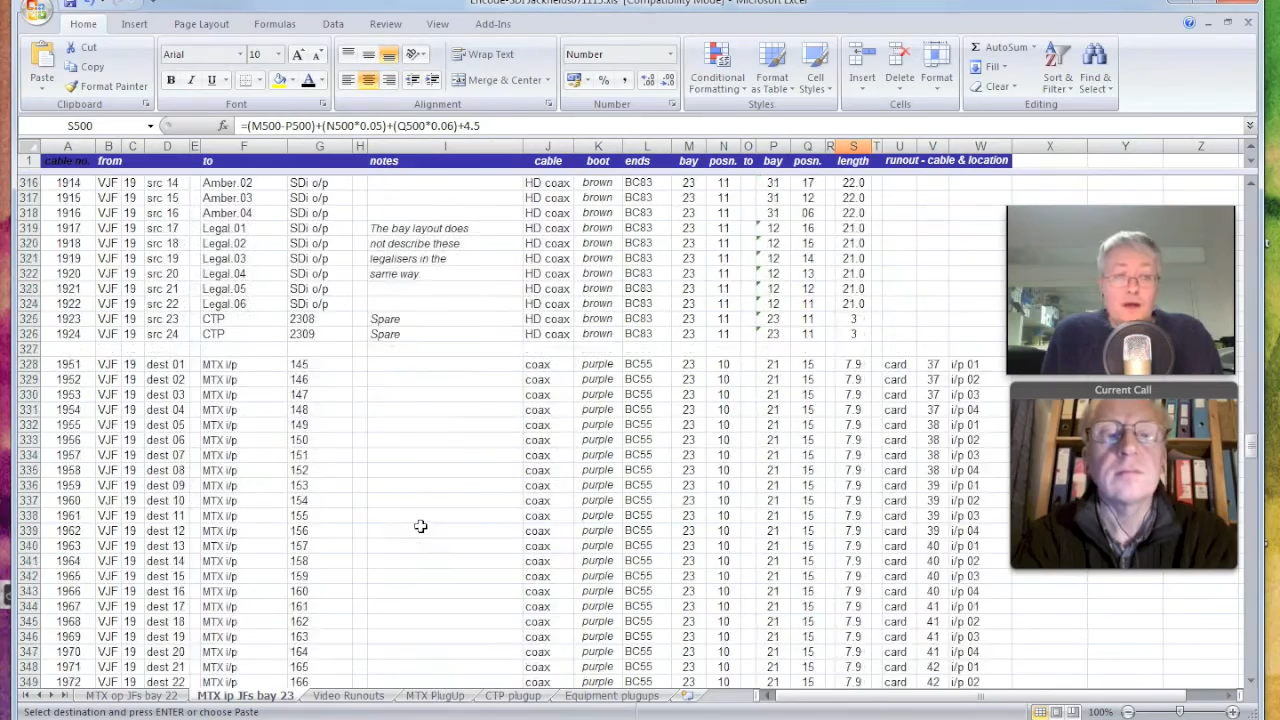 Encode-SDI Jackfields071115.xls [Compatibility Mode] - Microsoft Excel
Home Insert Page Layout Formulas Data Review View Add-Ins
Paste Cut Copy Format Painter
Arial 10 B I U
Wrap Text Merge & Center
Number % ,
Conditional Formatting Format as Table Cell Styles
Insert Delete Format
AutoSum Fill Clear Sort & Filter Find & Select
Clipboard Font Alignment Number Styles Cells Editing
S500 fx =(M500-P500)+(N500*0.05)+(Q500*0.06)+4.5
A B C D E F G H I J K L M N O P Q R S T U V W X Y Z
1 cable no. from to notes cable boot ends bay posn. to bay posn. length runout - cable & location
316 1914 VJF 19 src 14 Amber.02 SDi o/p HD coax brown BC83 23 11 31 17 22.0
317 1915 VJF 19 src 15 Amber.03 SDi o/p HD coax brown BC83 23 11 31 12 22.0
318 1916 VJF 19 src 16 Amber.04 SDi o/p HD coax brown BC83 23 11 31 06 22.0
319 1917 VJF 19 src 17 Legal.01 SDi o/p The bay layout does HD coax brown BC83 23 11 12 16 21.0
320 1918 VJF 19 src 18 Legal.02 SDi o/p not describe these HD coax brown BC83 23 11 12 15 21.0
321 1919 VJF 19 src 19 Legal.03 SDi o/p legalisers in the HD coax brown BC83 23 11 12 14 21.0
322 1920 VJF 19 src 20 Legal.04 SDi o/p same way. HD coax brown BC83 23 11 12 13 21.0
323 1921 VJF 19 src 21 Legal.05 SDi o/p HD coax brown BC83 23 11 12 12 21.0
324 1922 VJF 19 src 22 Legal.06 SDi o/p HD coax brown BC83 23 11 12 11 21.0
325 1923 VJF 19 src 23 CTP 2308 Spare HD coax brown BC83 23 11 23 11 3
326 1924 VJF 19 src 24 CTP 2309 Spare HD coax brown BC83 23 11 23 11 3
327
328 1951 VJF 19 dest 01 MTX i/p 145 coax purple BC55 23 10 21 15 7.9 card 37 i/p 01
329 1952 VJF 19 dest 02 MTX i/p 146 coax purple BC55 23 10 21 15 7.9 card 37 i/p 02
330 1953 VJF 19 dest 03 MTX i/p 147 coax purple BC55 23 10 21 15 7.9 card 37 i/p 03
331 1954 VJF 19 dest 04 MTX i/p 148 coax purple BC55 23 10 21 15 7.9 card 37 i/p 04
332 1955 VJF 19 dest 05 MTX i/p 149 coax purple BC55 23 10 21 15 7.9 card 38 i/p 01
333 1956 VJF 19 dest 06 MTX i/p 150 coax purple BC55 23 10 21 15 7.9 card 38 i/p 02
334 1957 VJF 19 dest 07 MTX i/p 151 coax purple BC55 23 10 21 15 7.9 card 38 i/p 03
335 1958 VJF 19 dest 08 MTX i/p 152 coax purple BC55 23 10 21 15 7.9 card 38 i/p 04
336 1959 VJF 19 dest 09 MTX i/p 153 coax purple BC55 23 10 21 15 7.9 card 39 i/p 01
337 1960 VJF 19 dest 10 MTX i/p 154 coax purple BC55 23 10 21 15 7.9 card 39 i/p 02
338 1961 VJF 19 dest 11 MTX i/p 155 coax purple BC55 23 10 21 15 7.9 card 39 i/p 03
339 1962 VJF 19 dest 12 MTX i/p 156 coax purple BC55 23 10 21 15 7.9 card 39 i/p 04
340 1963 VJF 19 dest 13 MTX i/p 157 coax purple BC55 23 10 21 15 7.9 card 40 i/p 01
341 1964 VJF 19 dest 14 MTX i/p 158 coax purple BC55 23 10 21 15 7.9 card 40 i/p 02
342 1965 VJF 19 dest 15 MTX i/p 159 coax purple BC55 23 10 21 15 7.9 card 40 i/p 03
343 1966 VJF 19 dest 16 MTX i/p 160 coax purple BC55 23 10 21 15 7.9 card 40 i/p 04
344 1967 VJF 19 dest 17 MTX i/p 161 coax purple BC55 23 10 21 15 7.9 card 41 i/p 01
345 1968 VJF 19 dest 18 MTX i/p 162 coax purple BC55 23 10 21 15 7.9 card 41 i/p 02
346 1969 VJF 19 dest 19 MTX i/p 163 coax purple BC55 23 10 21 15 7.9 card 41 i/p 03
347 1970 VJF 19 dest 20 MTX i/p 164 coax purple BC55 23 10 21 15 7.9 card 41 i/p 04
348 1971 VJF 19 dest 21 MTX i/p 165 coax purple BC55 23 10 21 15 7.9 card 42 i/p 01
349 1972 VJF 19 dest 22 MTX i/p 166 coax purple BC55 23 10 21 15 7.9 card 42 i/p 02
Current Call
MTX op JFs bay 22 MTX ip JFs bay 23 Video Runouts MTX PlugUp CTP plugup Equipment plugups
Select destination and press ENTER or choose Paste 100%